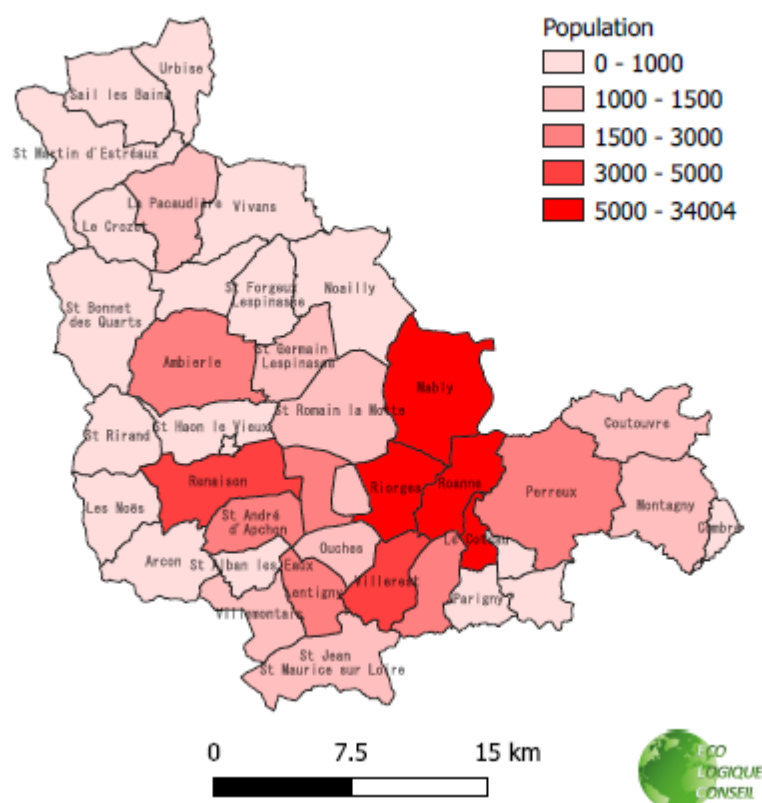 Population
0 - 1000
1000 - 1500
1500 - 3000
3000 - 5000
5000 - 34004
Urbise
Sail les Bains
St Martin d'Estréaux
La Pacaudière
Le Crozet
Vivans
St Forgeux
Lespinasse
Noailly
St Bonnet
des Quarts
St Germain
Lespinasse
Ambierle
Mably
St Romain la Motte
St Haon le Vieux
St Rirand
Coutouvre
Renaison
Riorges
Roanne
Perreux
Les Noës
St André
d'Apchon
Montagny
Combre
Le Coteau
Ouches
Arcon
St Alban les Eaux
Villerest
Lentigny
Parigny
Villemontais
St Jean
St Maurice sur Loire
0 7.5 15 km
ECO
LOGIQUE
CONSEIL